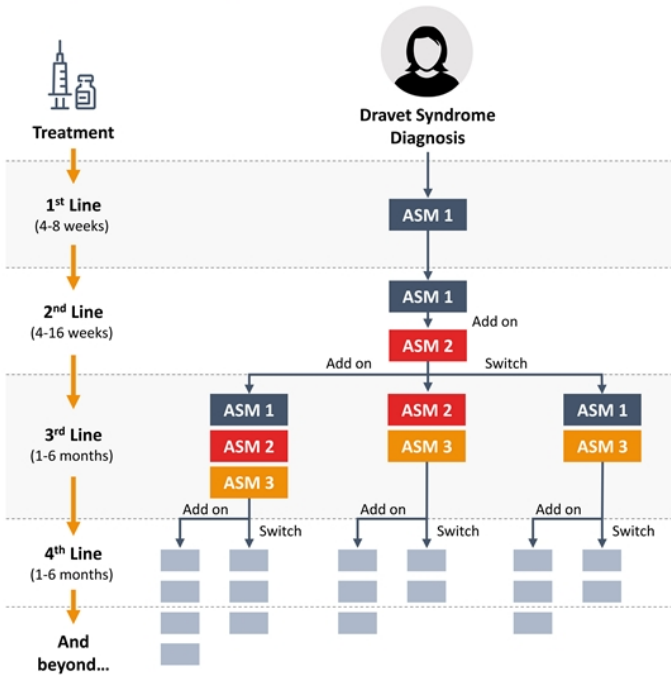 Treatment
Dravet Syndrome
Diagnosis
1st Line
(4-8 weeks)
ASM 1
2nd Line
(4-16 weeks)
ASM 1
Add on
ASM 2
Add on
Switch
3rd Line
(1-6 months)
ASM 1
ASM 2
ASM 3
ASM 2
ASM 3
ASM 1
ASM 3
Add on
Switch
Add on
Switch
Add on
Switch
4th Line
(1-6 months)
And
beyond...